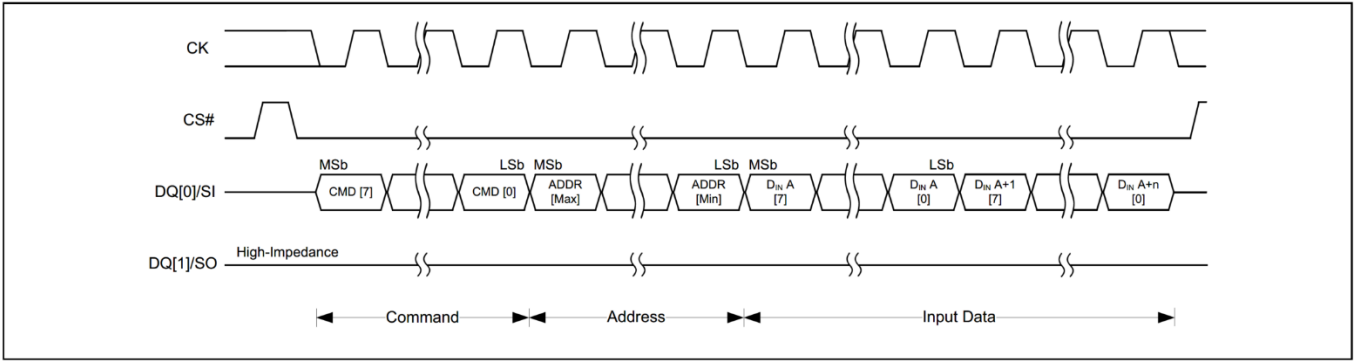 CK
CS#
MSb LSb MSb LSb MSb LSb
DQ[0]/SI CMD [7] CMD [0] ADDR [Max] ADDR [Min] DIN A [7] DIN A [0] DIN A+1 [7] DIN A+n [0]
High-Impedance
DQ[1]/SO
Command Address Input Data